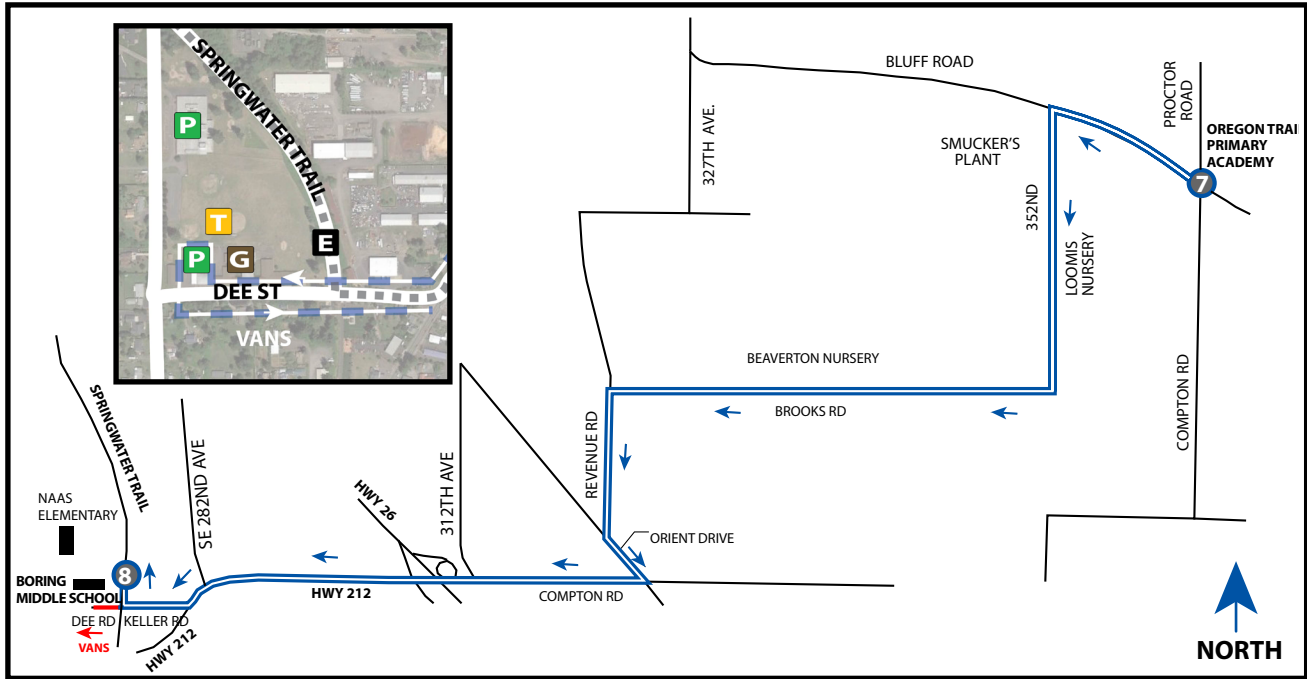 SPRINGWATER TRAIL
P
T
P
G
E
DEE ST
VANS
BLUFF ROAD
327TH AVE.
SMUCKER'S
PLANT
PROCTOR
ROAD
OREGON TRAI
PRIMARY
ACADEMY
7
352ND
LOOMIS
NURSERY
COMPTON RD
BEAVERTON NURSERY
BROOKS RD
REVENUE RD
ORIENT DRIVE
SPRINGWATER TRAIL
SE 282ND AVE
312TH AVE
HWY 26
NAAS
ELEMENTARY
8
BORING
MIDDLE SCHOOL
HWY 212
COMPTON RD
DEE RD
KELLER RD
VANS
HWY 212
NORTH